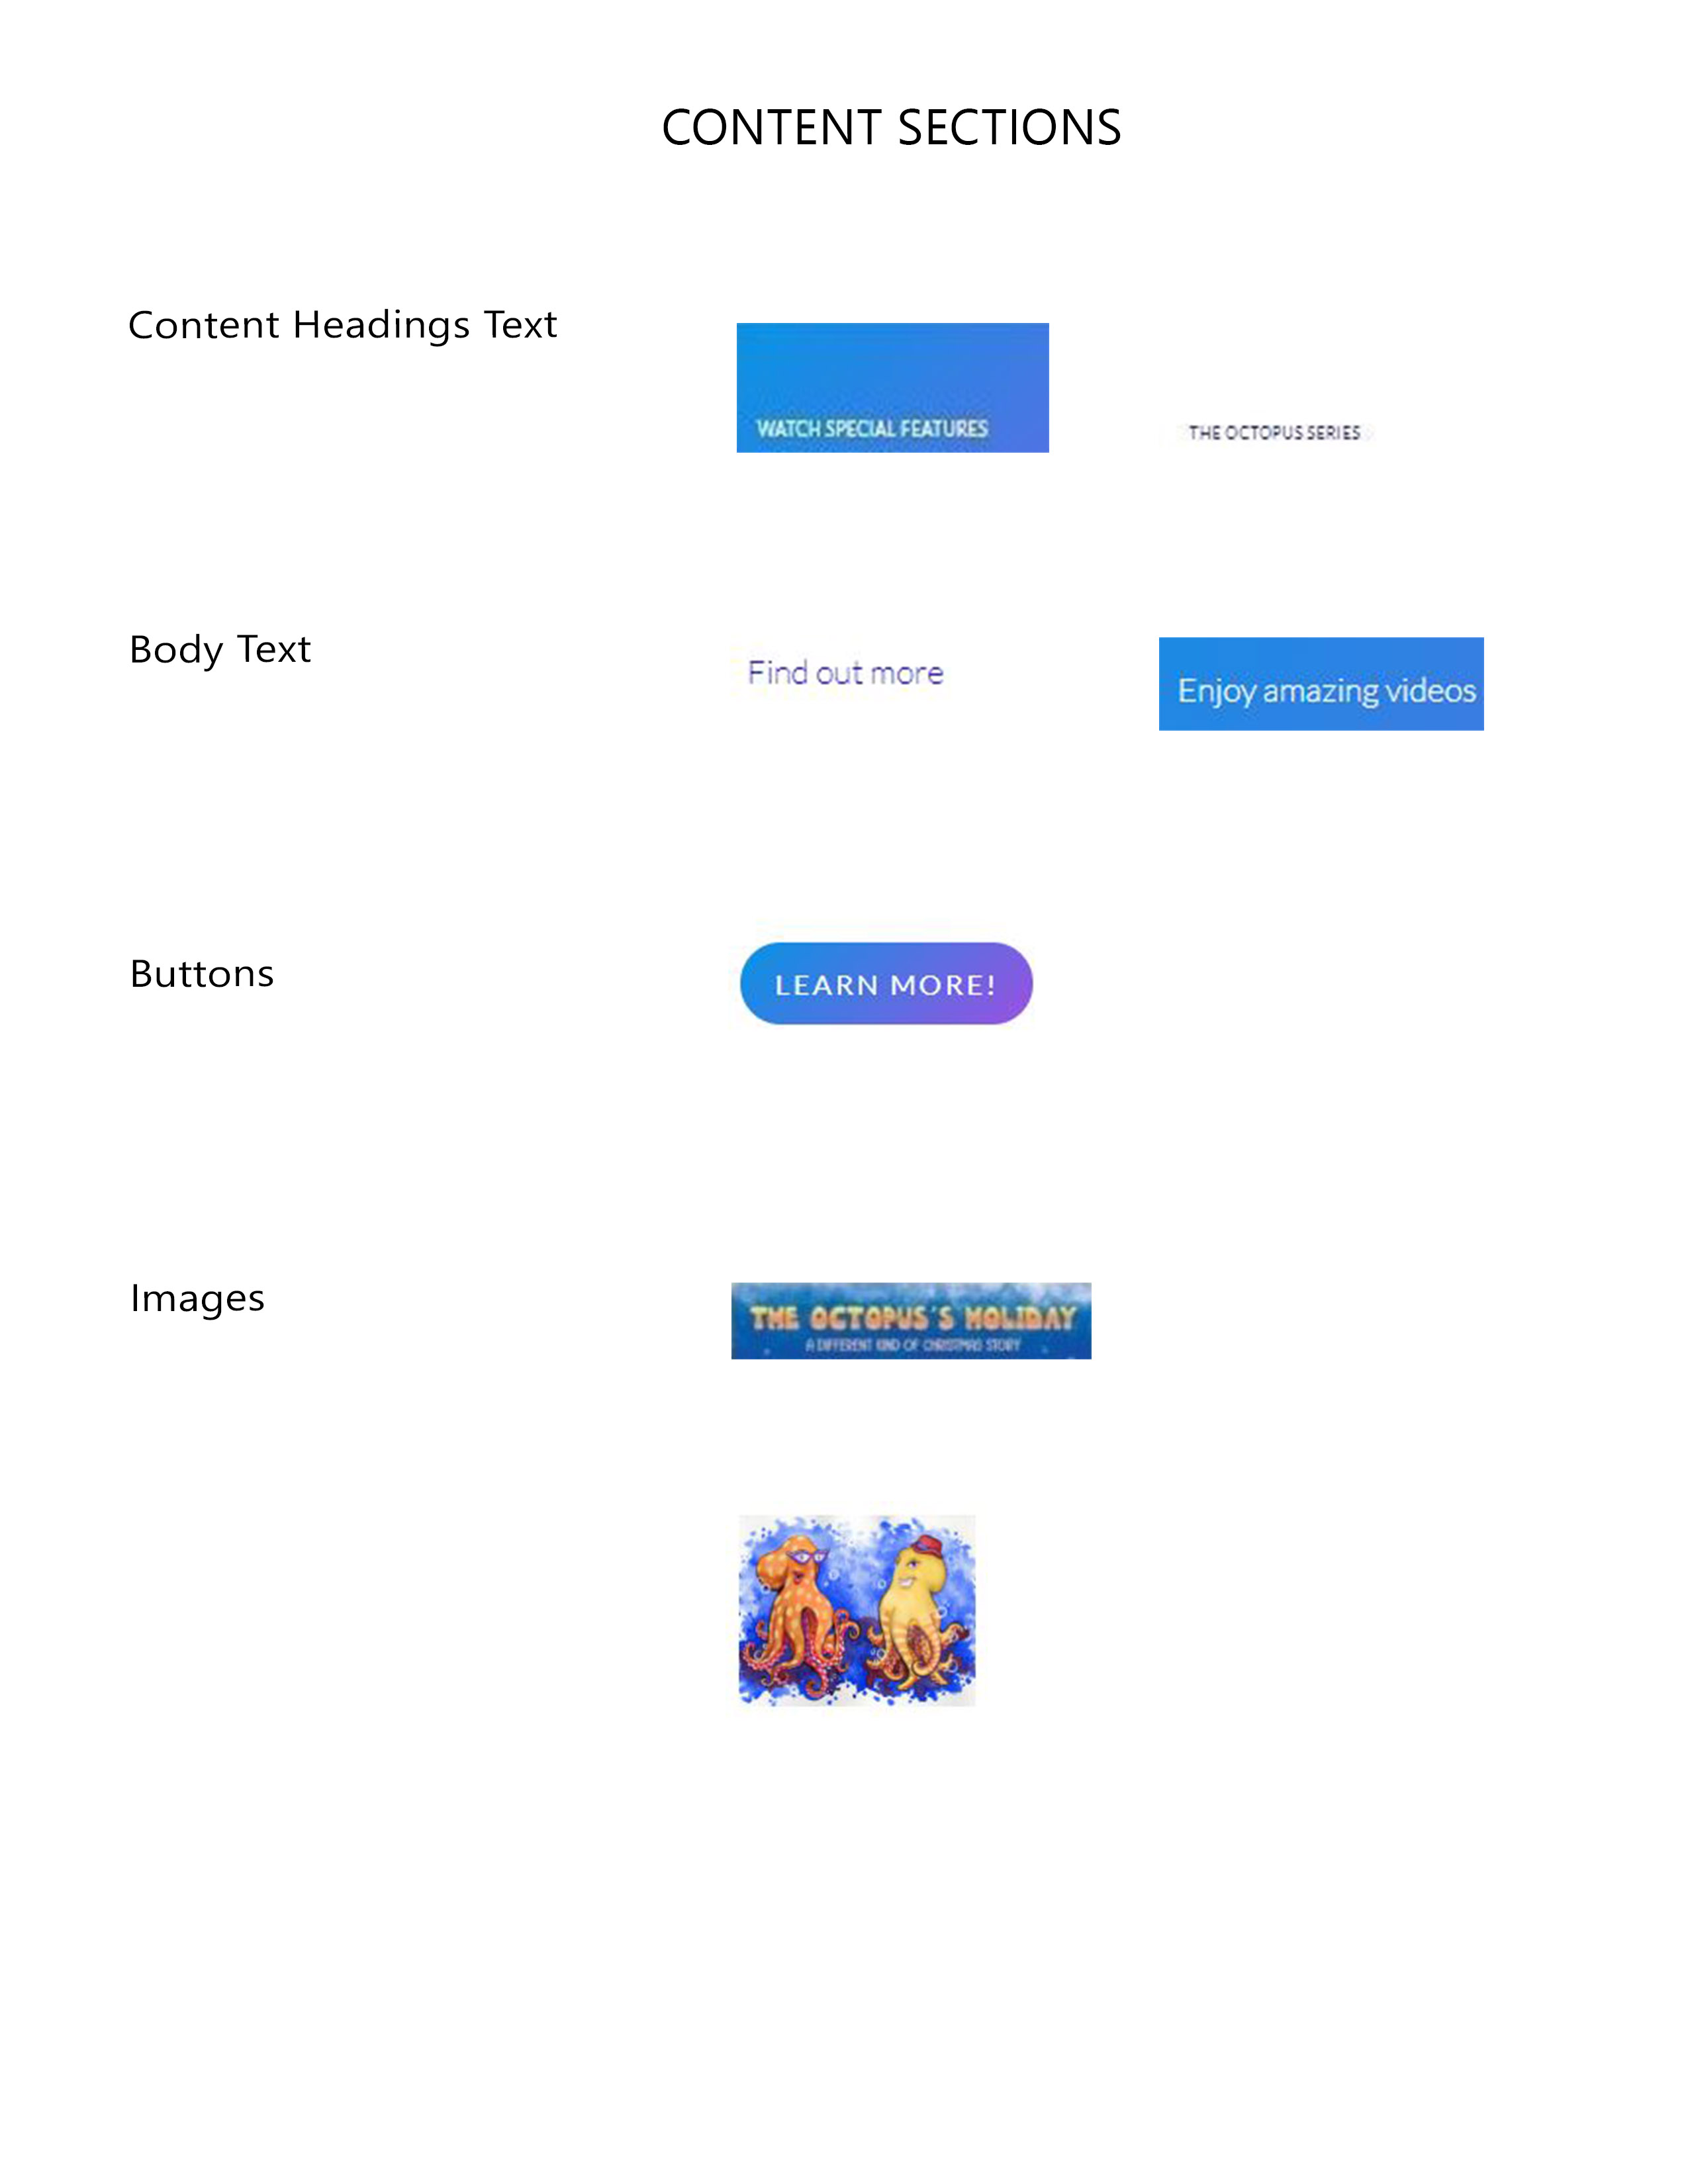 CONTENT SECTIONS
Content Headings Text
WATCH SPECIAL FEATURES
THE OCTOPUS SERIES
Body Text
Find out more
Enjoy amazing videos
Buttons
LEARN MORE!
Images
THE OCTOPUS'S HOLIDAY
A DIFFERENT KIND OF CHRISTMAS STORY